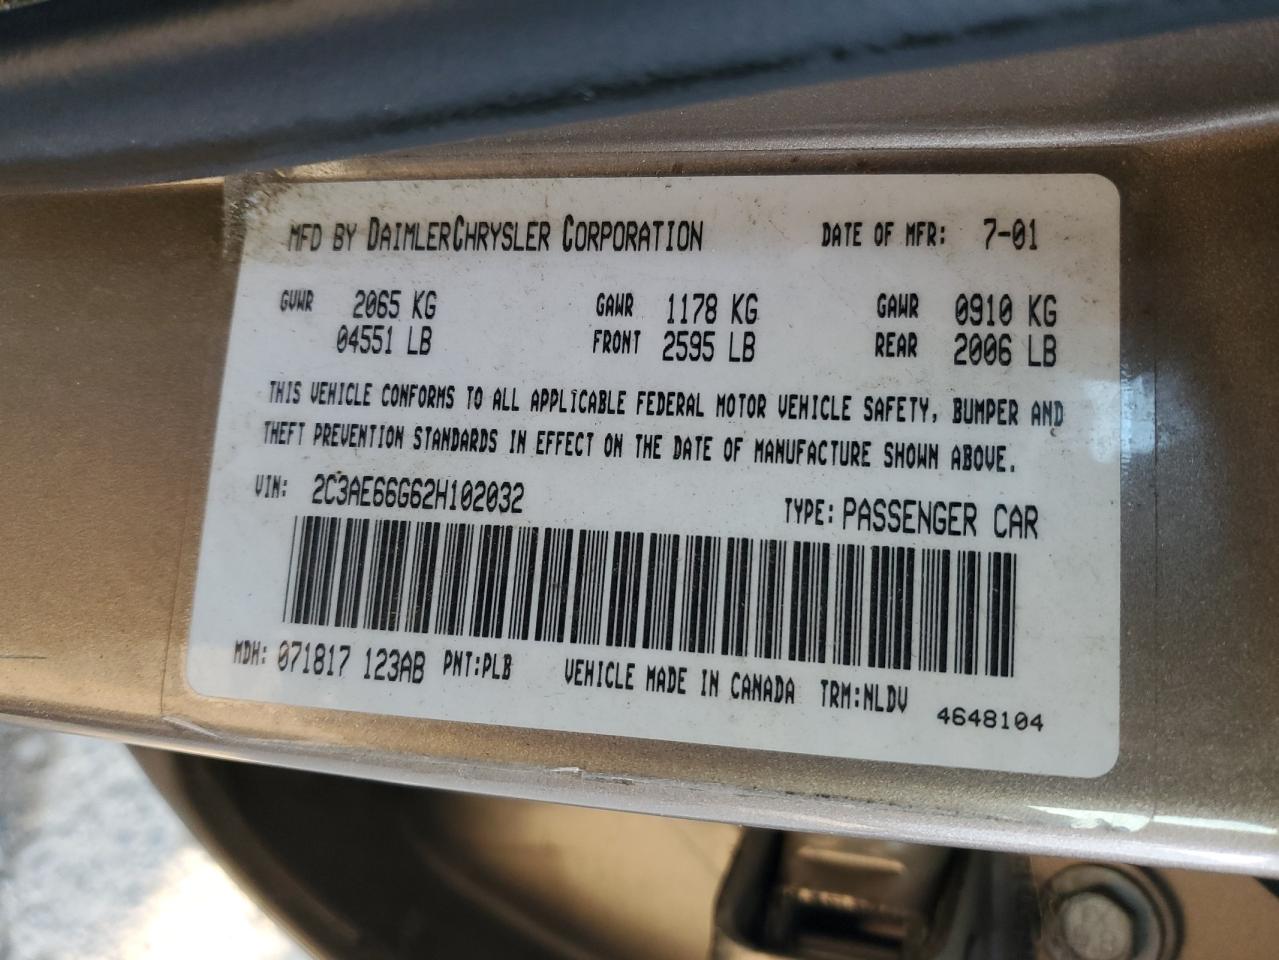 MFD BY DAIMLERCHRYSLER CORPORATION DATE OF MFR: 7-01
GVWR 2065 KG GAWR 1178 KG GAWR 0910 KG
04551 LB FRONT 2595 LB REAR 2006 LB
THIS VEHICLE CONFORMS TO ALL APPLICABLE FEDERAL MOTOR VEHICLE SAFETY, BUMPER AND
THEFT PREVENTION STANDARDS IN EFFECT ON THE DATE OF MANUFACTURE SHOWN ABOVE.
VIN: 2C3AE66G62H102032 TYPE: PASSENGER CAR
MDH: 071817 123AB PNT:PLB VEHICLE MADE IN CANADA TRM:NLDV
4648104